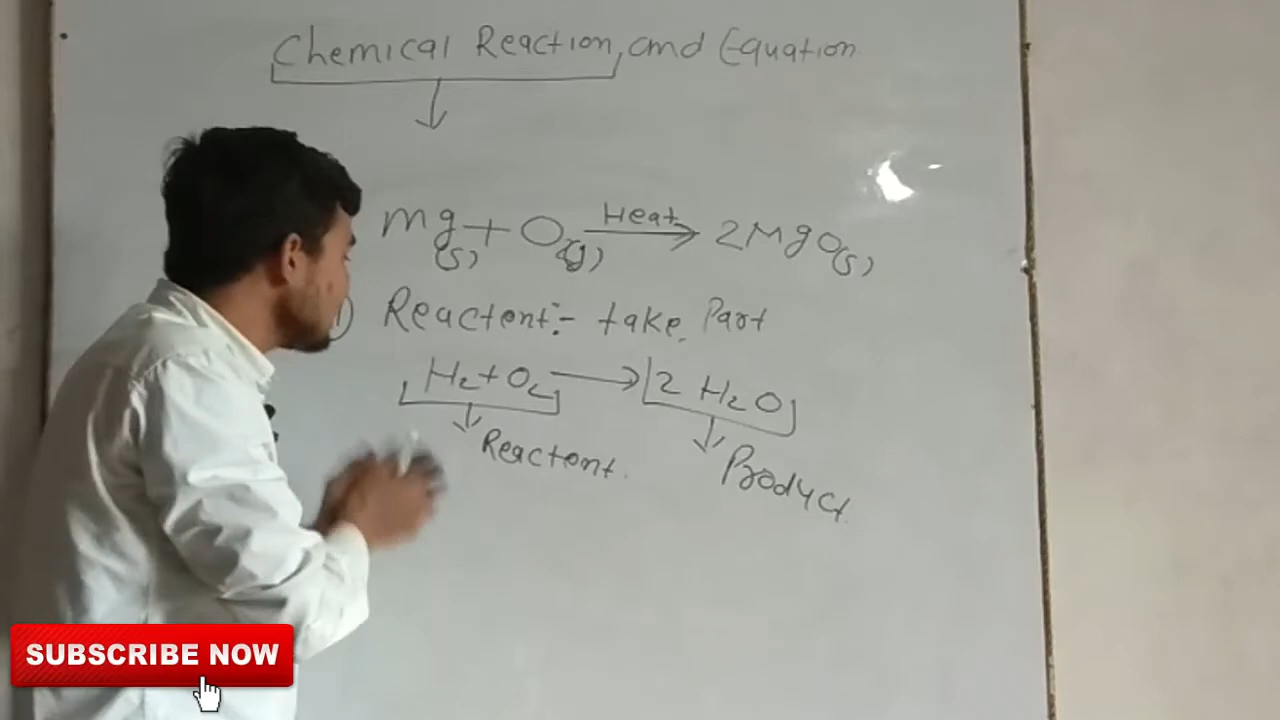 Chemical Reaction, and Equation
Mg(s) + O2(g) Heat → 2MgO(s)
1) Reactent:- take Part
H2 + O2 → 2 H2O
Reactent.
Product
SUBSCRIBE NOW